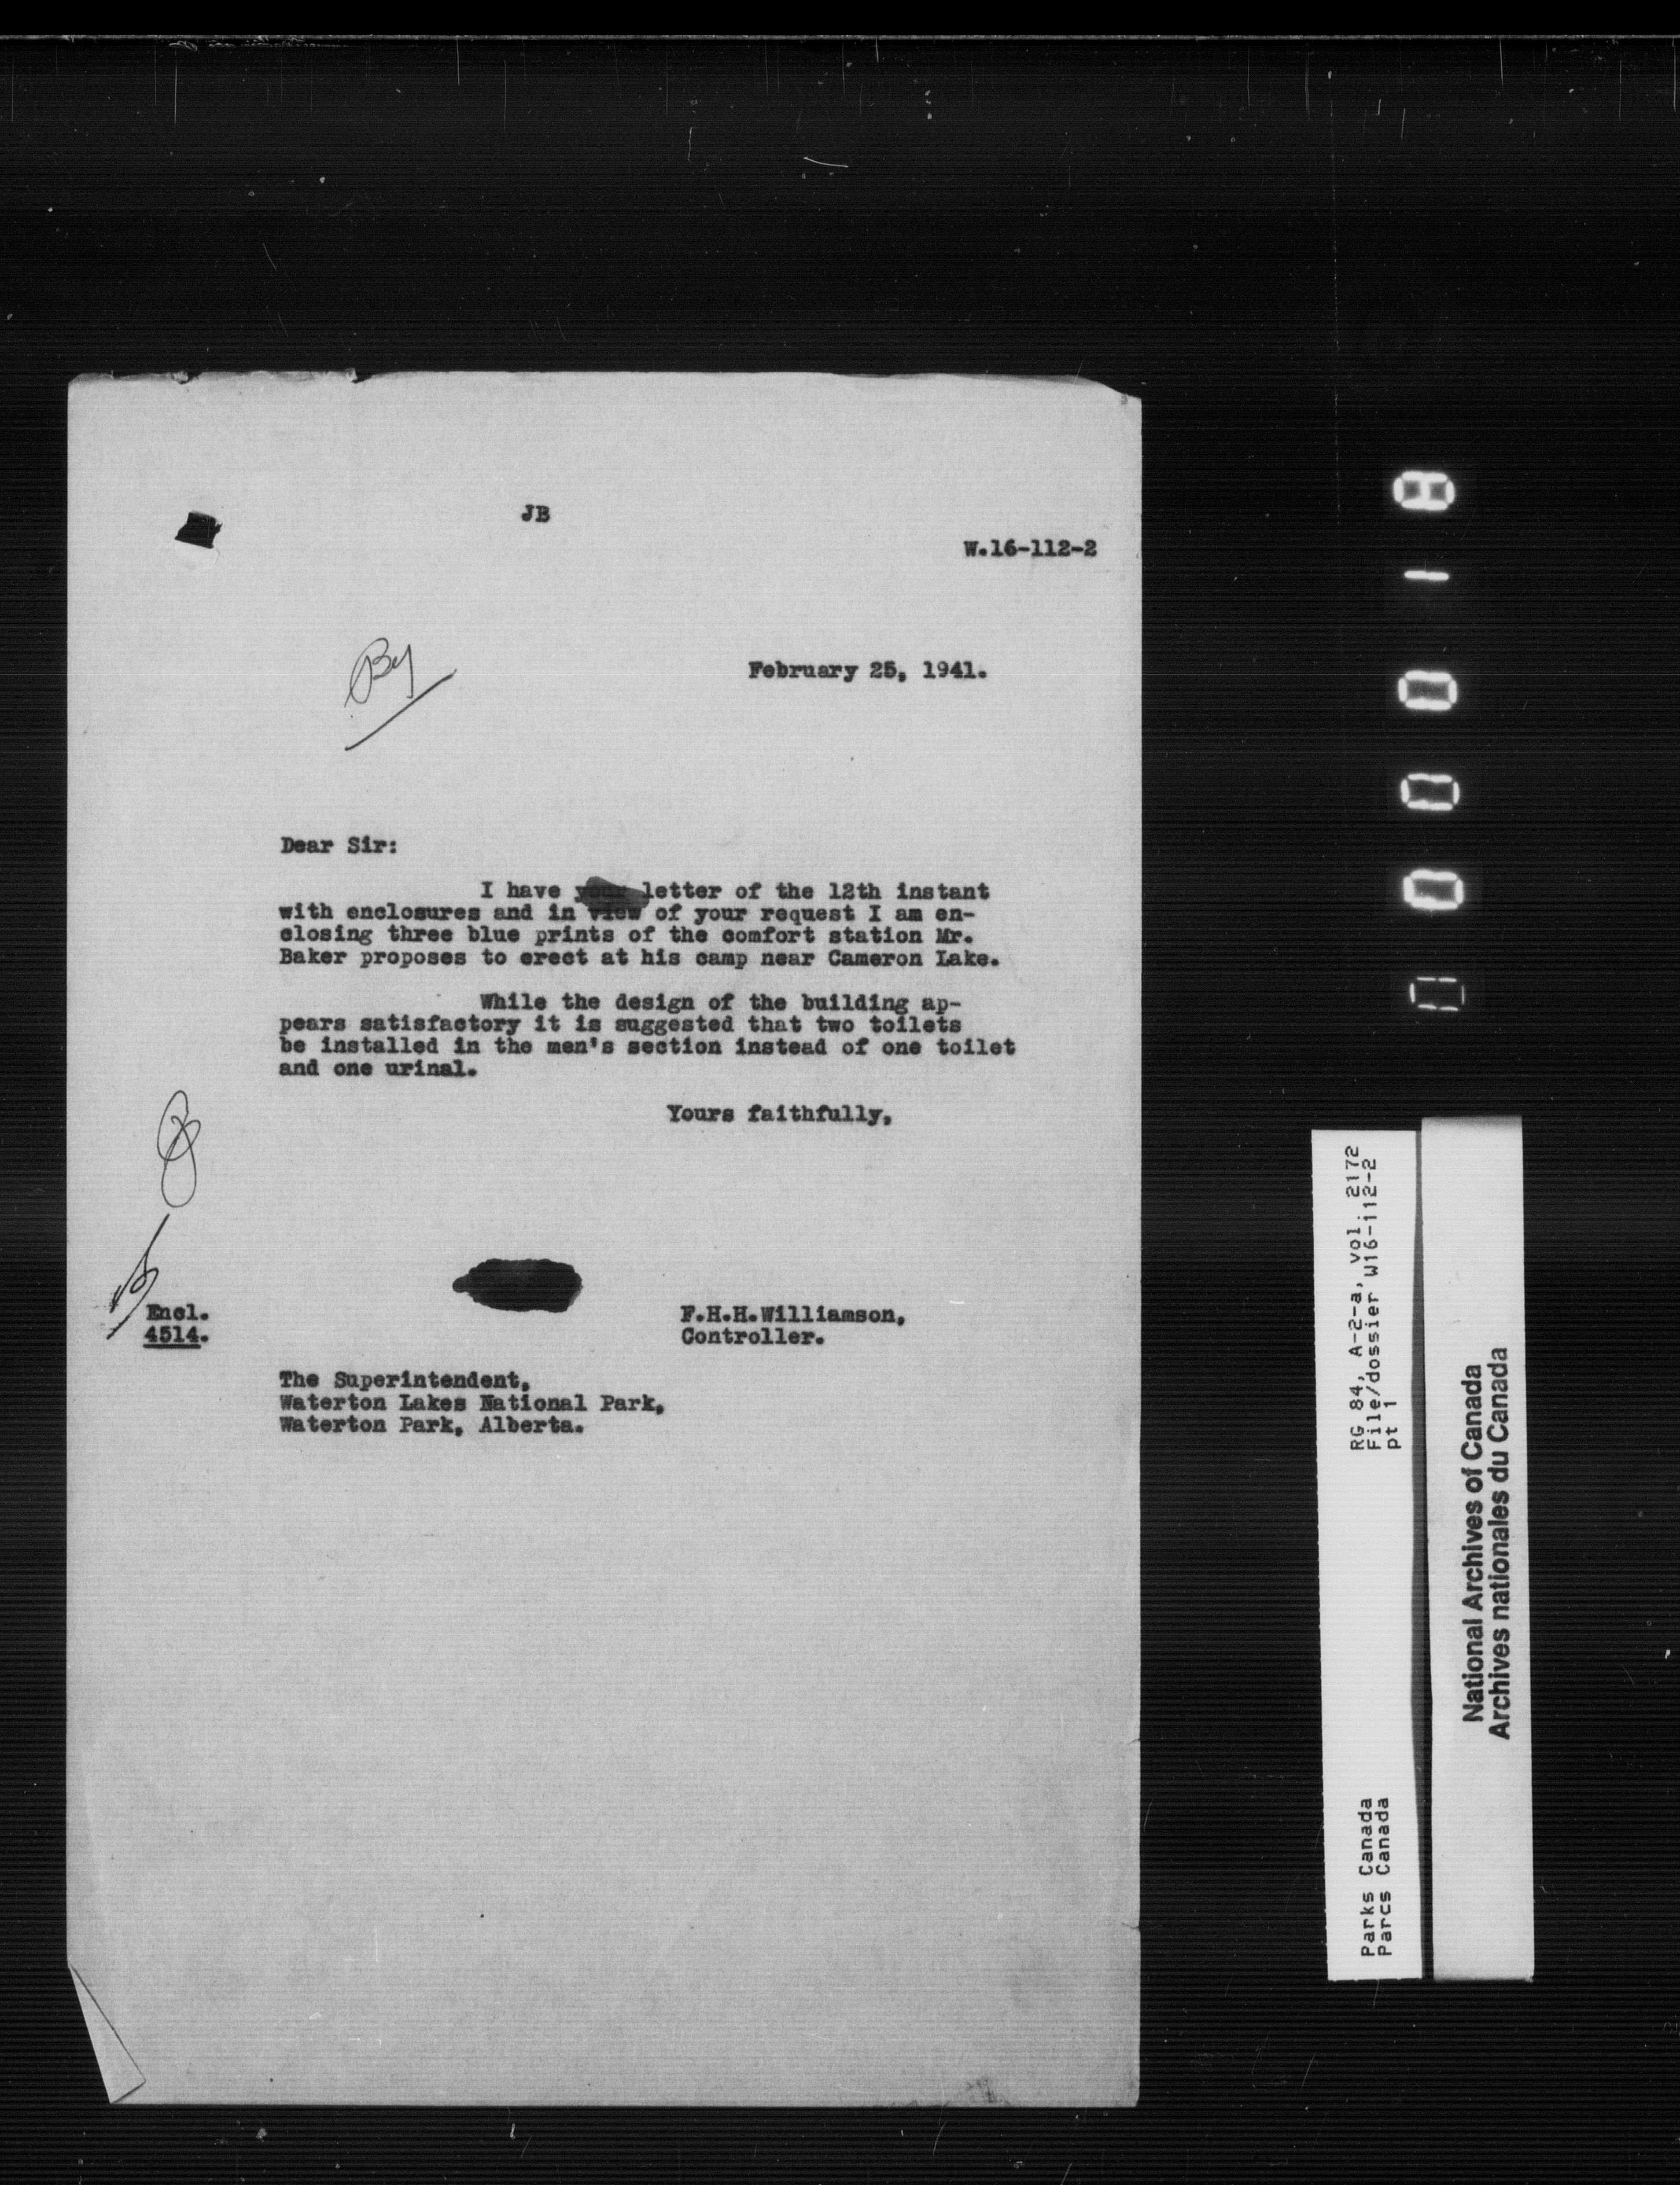 JB
W.16-112-2
By
February 25, 1941.
Dear Sir:
I have your letter of the 12th instant
with enclosures and in view of your request I am en-
closing three blue prints of the comfort station Mr.
Baker proposes to erect at his camp near Cameron Lake.
While the design of the building ap-
pears satisfactory it is suggested that two toilets
be installed in the men's section instead of one toilet
and one urinal.
Yours faithfully,
Encl.
4514.
F.H.H.Williamson,
Controller.
The Superintendent,
Waterton Lakes National Park,
Waterton Park, Alberta.
RG 84, A-2-a, vol. 2172
File/dossier W16-112-2
pt 1
Parks Canada
Parcs Canada
National Archives of Canada
Archives nationales du Canada